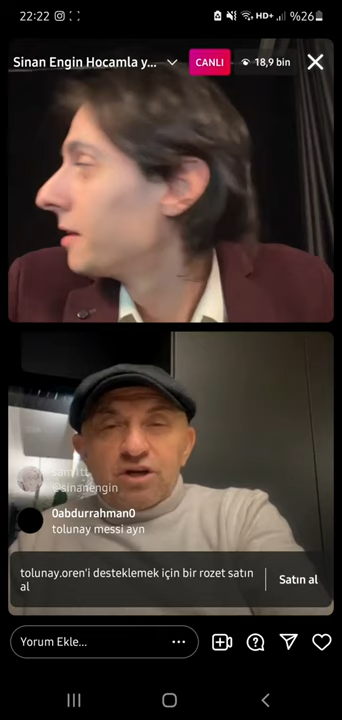 22:22
HD+
%26
Sinan Engin Hocamla y...
CANLI
18,9 bin
@sinanengin
0abdurrahman0
tolunay messi ayn
tolunay.oren'i desteklemek için bir rozet satın
al
Satın al
Yorum Ekle...